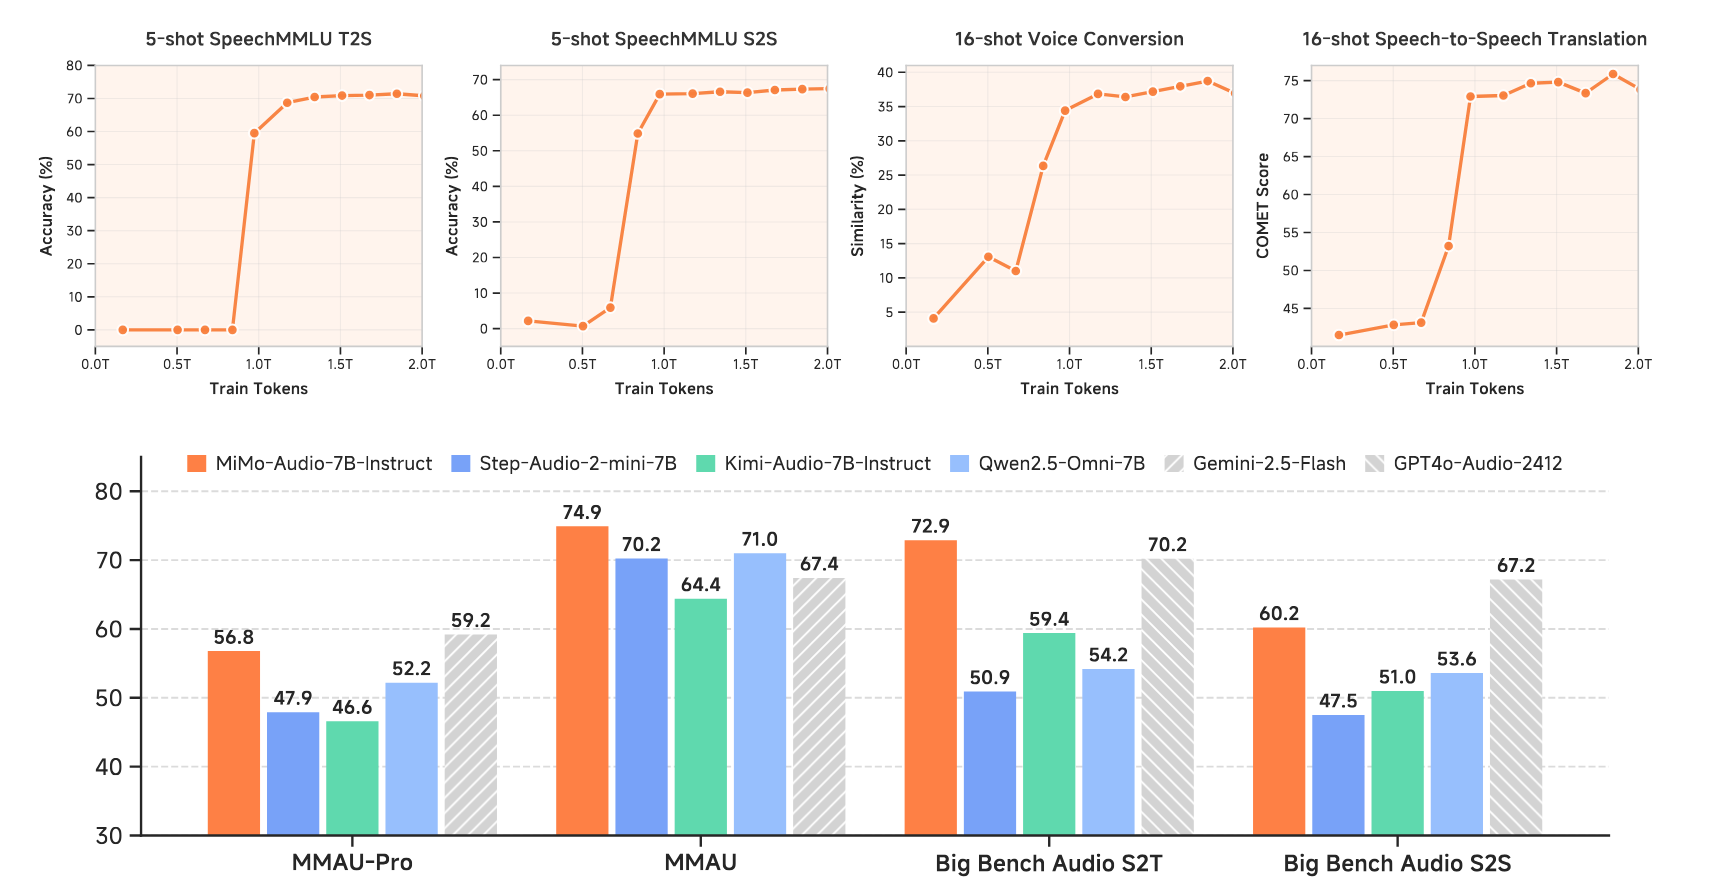 5-shot SpeechMMLU T2S
80
70
60
50
40
30
20
10
0
Accuracy (%)
0.0T 0.5T 1.0T 1.5T 2.0T
Train Tokens
5-shot SpeechMMLU S2S
70
60
50
40
30
20
10
0
Accuracy (%)
0.0T 0.5T 1.0T 1.5T 2.0T
Train Tokens
16-shot Voice Conversion
40
35
30
25
20
15
10
5
Similarity (%)
0.0T 0.5T 1.0T 1.5T 2.0T
Train Tokens
16-shot Speech-to-Speech Translation
75
70
65
60
55
50
45
COMET Score
0.0T 0.5T 1.0T 1.5T 2.0T
Train Tokens
MiMo-Audio-7B-Instruct Step-Audio-2-mini-7B Kimi-Audio-7B-Instruct Qwen2.5-Omni-7B Gemini-2.5-Flash GPT4o-Audio-2412
80
70
60
50
40
30
56.8 47.9 46.6 52.2 59.2
74.9 70.2 64.4 71.0 67.4
72.9 50.9 59.4 54.2 70.2
60.2 47.5 51.0 53.6 67.2
MMAU-Pro MMAU Big Bench Audio S2T Big Bench Audio S2S